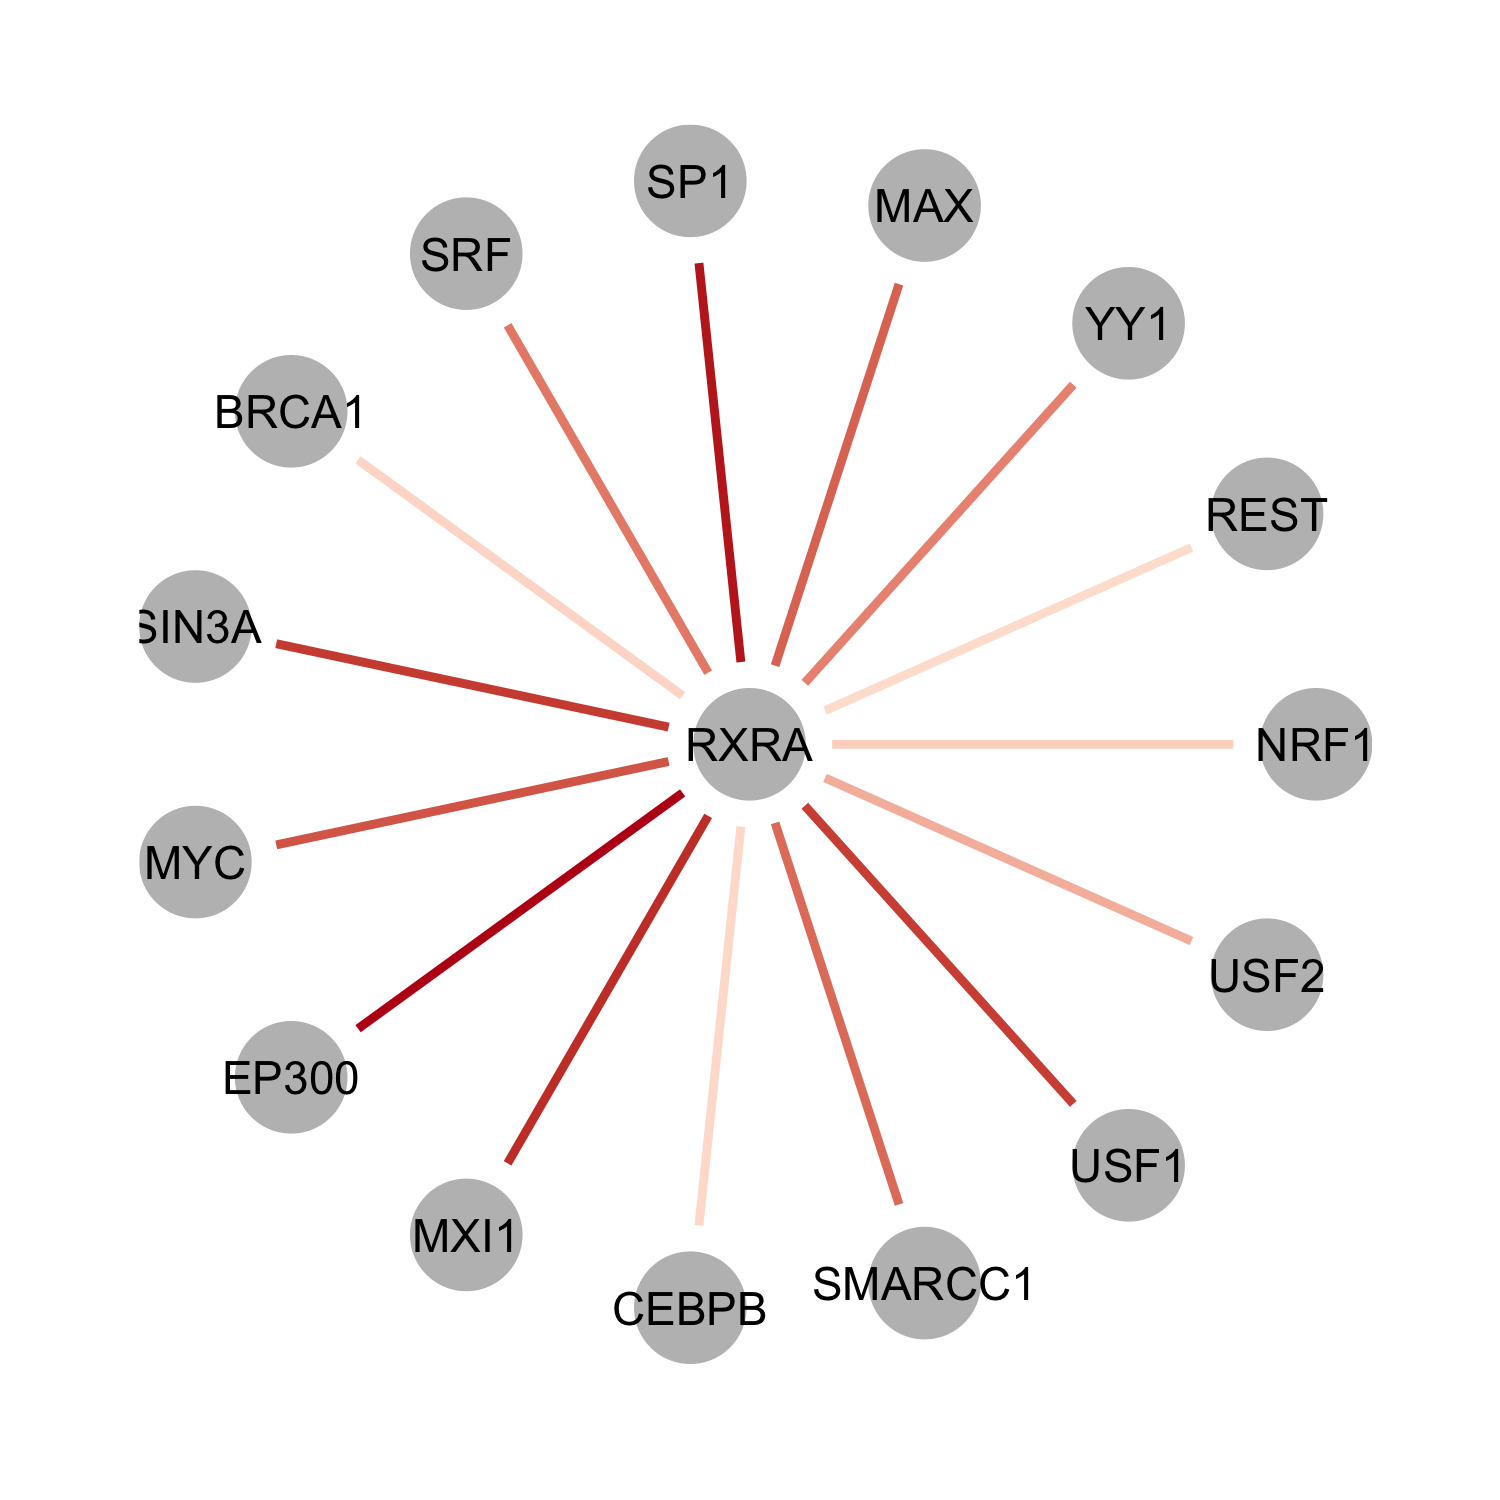 SP1
MAX
SRF
YY1
BRCA1
REST
SIN3A
RXRA
NRF1
MYC
USF2
EP300
USF1
MXI1
SMARCC1
CEBPB